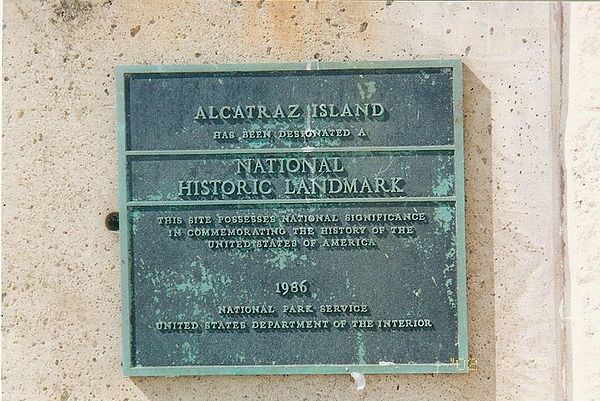 ALCATRAZ ISLAND
HAS BEEN DESIGNATED A
NATIONAL
HISTORIC LANDMARK
THIS SITE POSSESSES NATIONAL SIGNIFICANCE
IN COMMEMORATING THE HISTORY OF THE
UNITED STATES OF AMERICA
1986
NATIONAL PARK SERVICE
UNITED STATES DEPARTMENT OF THE INTERIOR